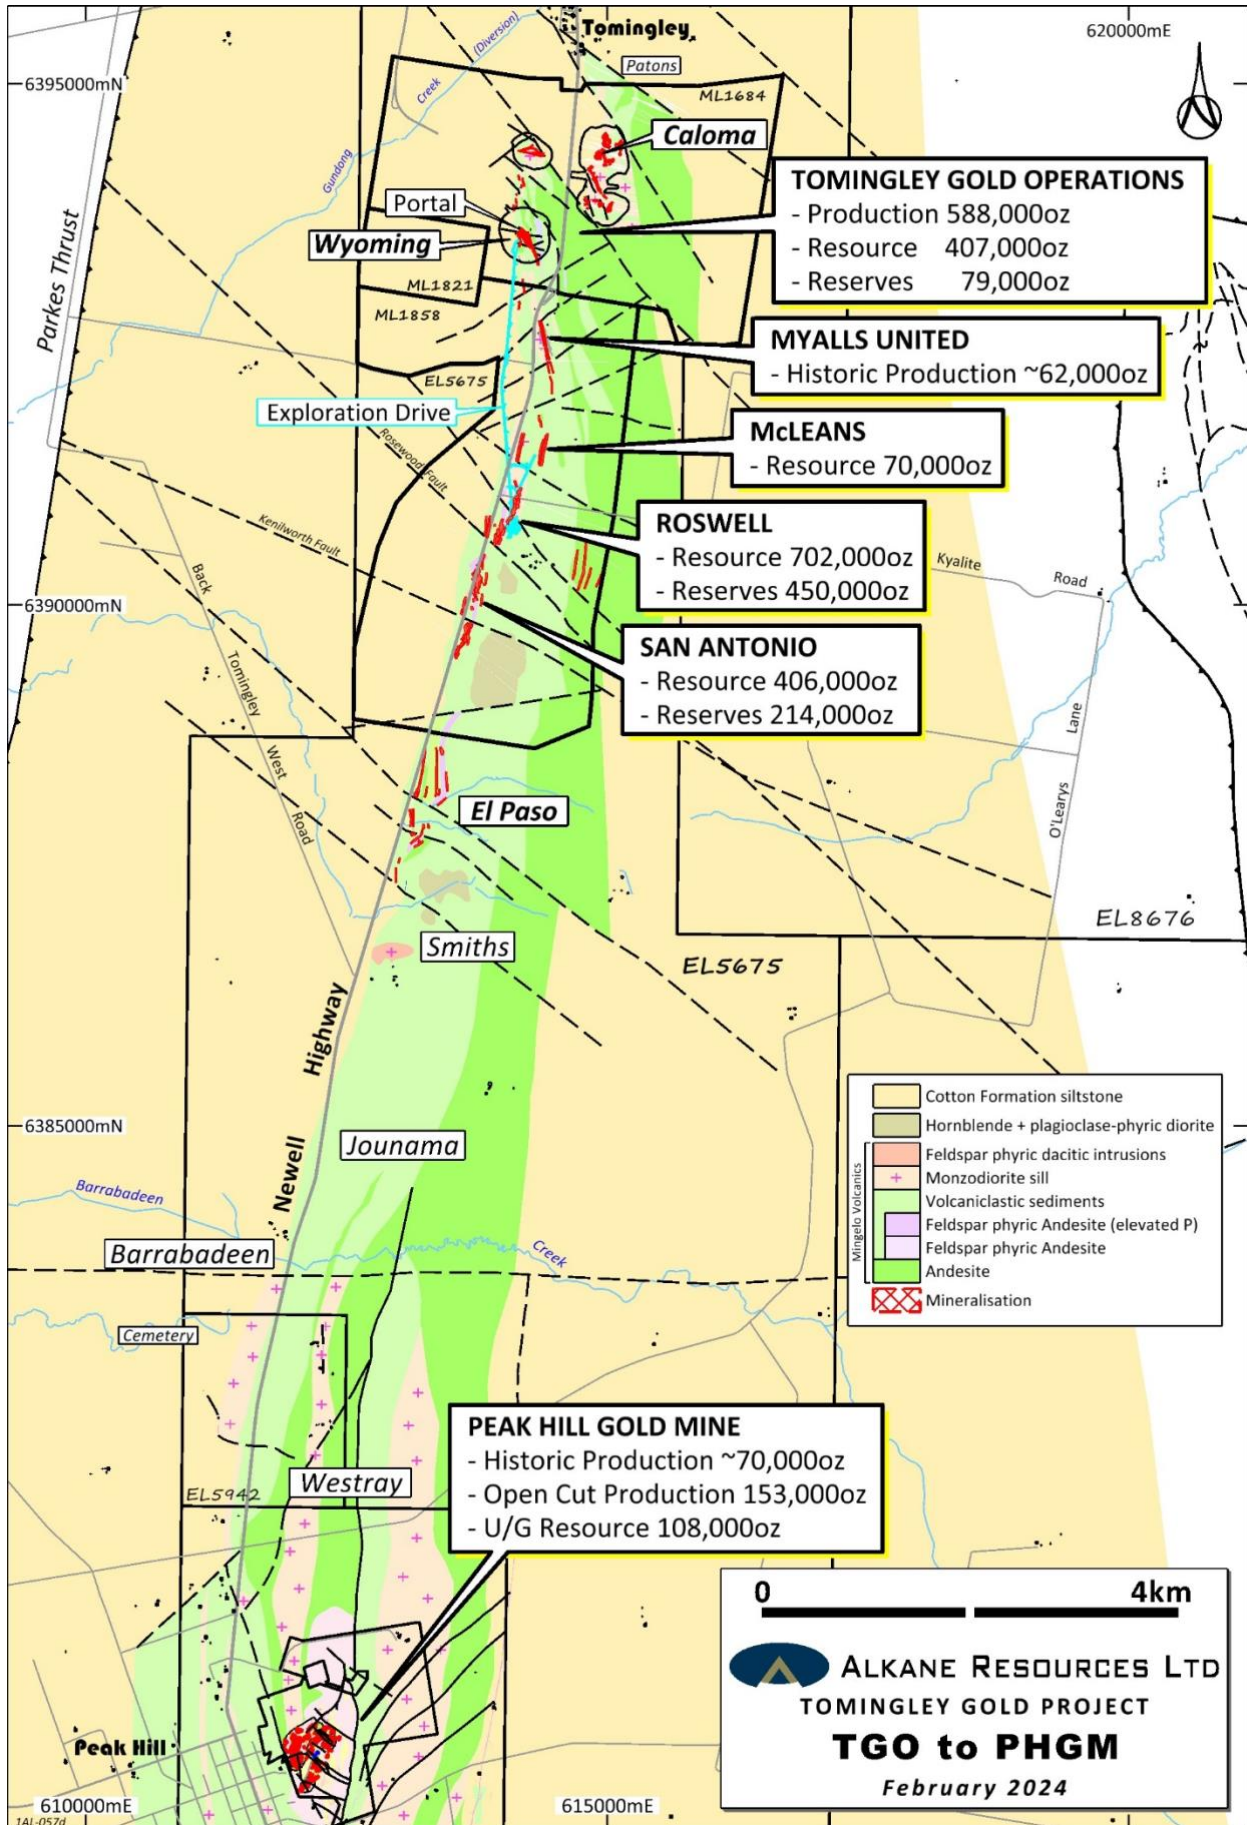 Tomingley
620000mE
(Diversion)
Patons
6395000mN
Creek
ML1684
Caloma
Gundong
TOMINGLEY GOLD OPERATIONS
- Production 588,000oz
- Resource 407,000oz
- Reserves 79,000oz
Portal
Wyoming
Parkes Thrust
ML1821
ML1858
MYALLS UNITED
- Historic Production ~62,000oz
EL5675
Exploration Drive
McLEANS
- Resource 70,000oz
Rosewood Fault
Kenilworth Fault
ROSWELL
- Resource 702,000oz
- Reserves 450,000oz
Kyalite
Road
Back
6390000mN
SAN ANTONIO
- Resource 406,000oz
- Reserves 214,000oz
Tomingley
Lane
West
Road
O'Learys
El Paso
EL8676
Smiths
EL5675
Highway
Cotton Formation siltstone
Hornblende + plagioclase-phyric diorite
Mingelo Volcanics
Feldspar phyric dacitic intrusions
Monzodiorite sill
Volcaniclastic sediments
Feldspar phyric Andesite (elevated P)
Feldspar phyric Andesite
Andesite
Mineralisation
6385000mN
Newell
Jounama
Barrabadeen
Barrabadeen
Creek
Cemetery
PEAK HILL GOLD MINE
- Historic Production ~70,000oz
- Open Cut Production 153,000oz
- U/G Resource 108,000oz
Westray
EL5942
0 4km
ALKANE RESOURCES LTD
TOMINGLEY GOLD PROJECT
TGO to PHGM
February 2024
Peak Hill
610000mE
615000mE
1AL-057d